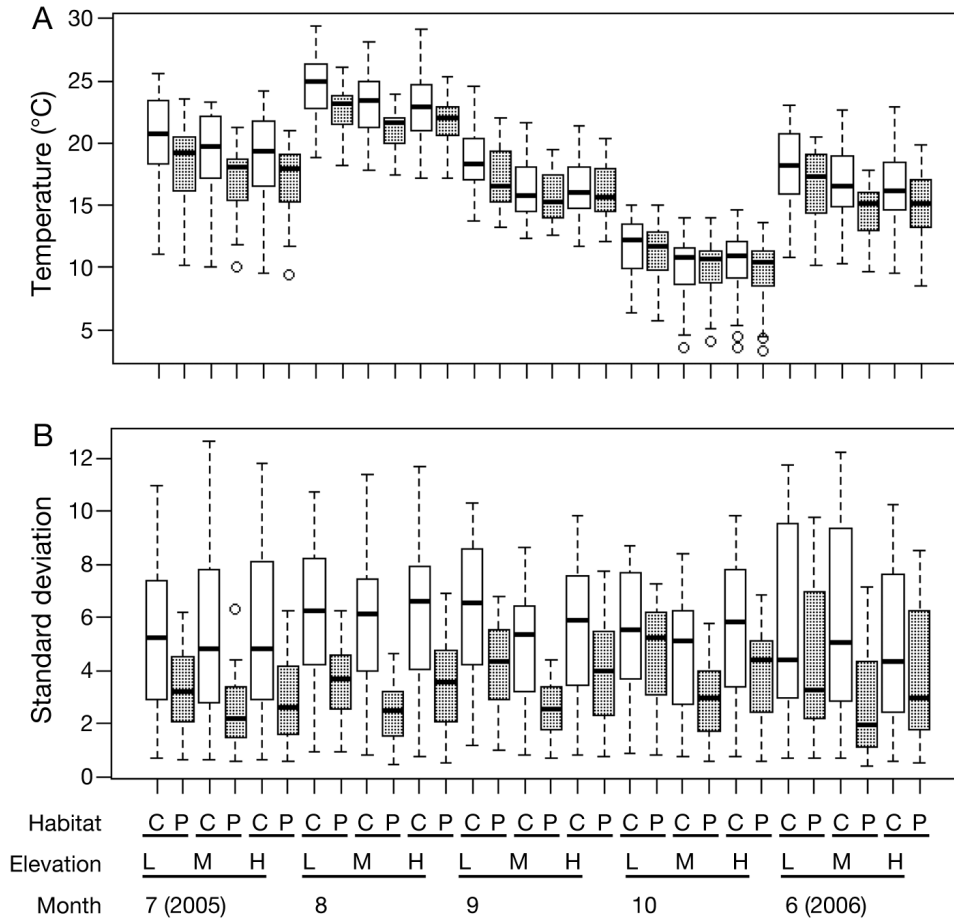 A
Temperature (°C)
30
25
20
15
10
5
B
Standard deviation
12
10
8
6
4
2
0
Habitat C P C P C P C P C P C P C P C P C P C P C P C P C P C P C P
Elevation L M H L M H L M H L M H L M H
Month 7 (2005) 8 9 10 6 (2006)